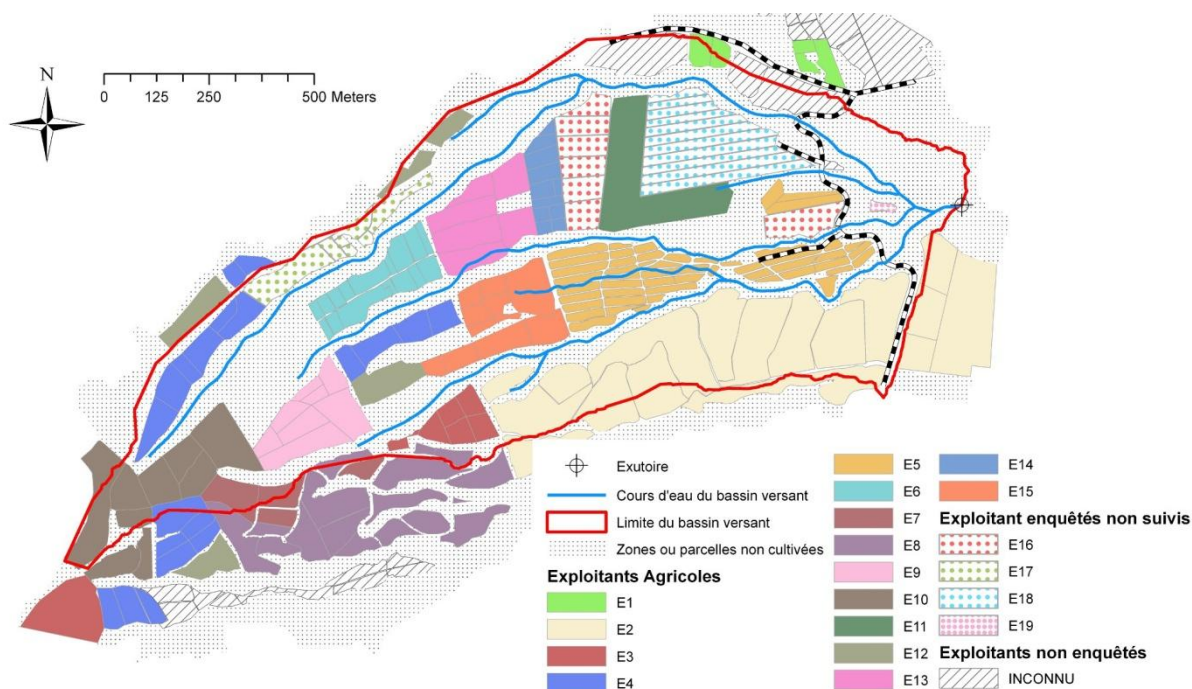 N
0 125 250 500 Meters
Exutoire
Cours d'eau du bassin versant
Limite du bassin versant
Zones ou parcelles non cultivées
Exploitants Agricoles
E1
E2
E3
E4
E5
E6
E7
E8
E9
E10
E11
E12
E13
E14
E15
Exploitant enquêtés non suivis
E16
E17
E18
E19
Exploitants non enquêtés
INCONNU